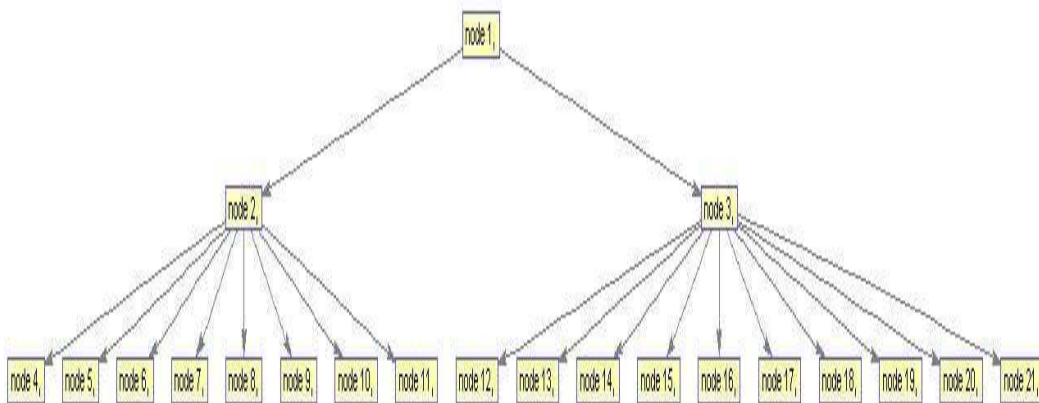 node 1,
node 2,
node 3,
node 4,
node 5,
node 6,
node 7,
node 8,
node 9,
node 10,
node 11,
node 12,
node 13,
node 14,
node 15,
node 16,
node 17,
node 18,
node 19,
node 20,
node 21,